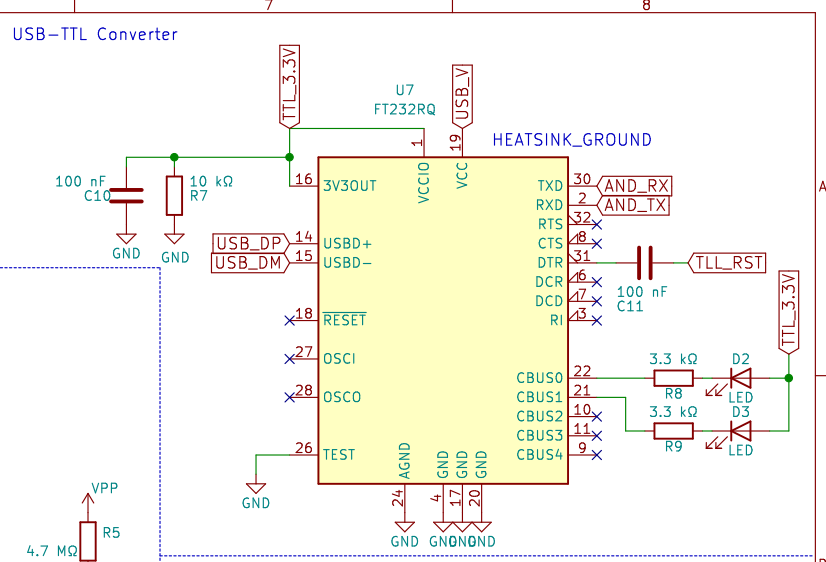 7
8
USB-TTL Converter
TTL_3.3V
U7
FT232RQ
USB_V
HEATSINK_GROUND
1
19
16
3V3OUT
VCCIO
VCC
TXD
30
AND_RX
RXD
2
AND_TX
RTS
32
CTS
8
DTR
31
TLL_RST
DCR
6
DCD
7
RI
3
100 nF
C10
10 kΩ
R7
GND
GND
14
USBD+
USB_DP
15
USBD-
USB_DM
100 nF
C11
TTL_3.3V
18
RESET
27
OSCI
28
OSCO
26
TEST
GND
CBUS0
22
CBUS1
21
CBUS2
10
CBUS3
11
CBUS4
9
3.3 kΩ
R8
D2
LED
3.3 kΩ
R9
D3
LED
AGND
GND
GND
GND
24
4
17
20
GND
GND
GND
GND
VPP
R5
4.7 MΩ
A